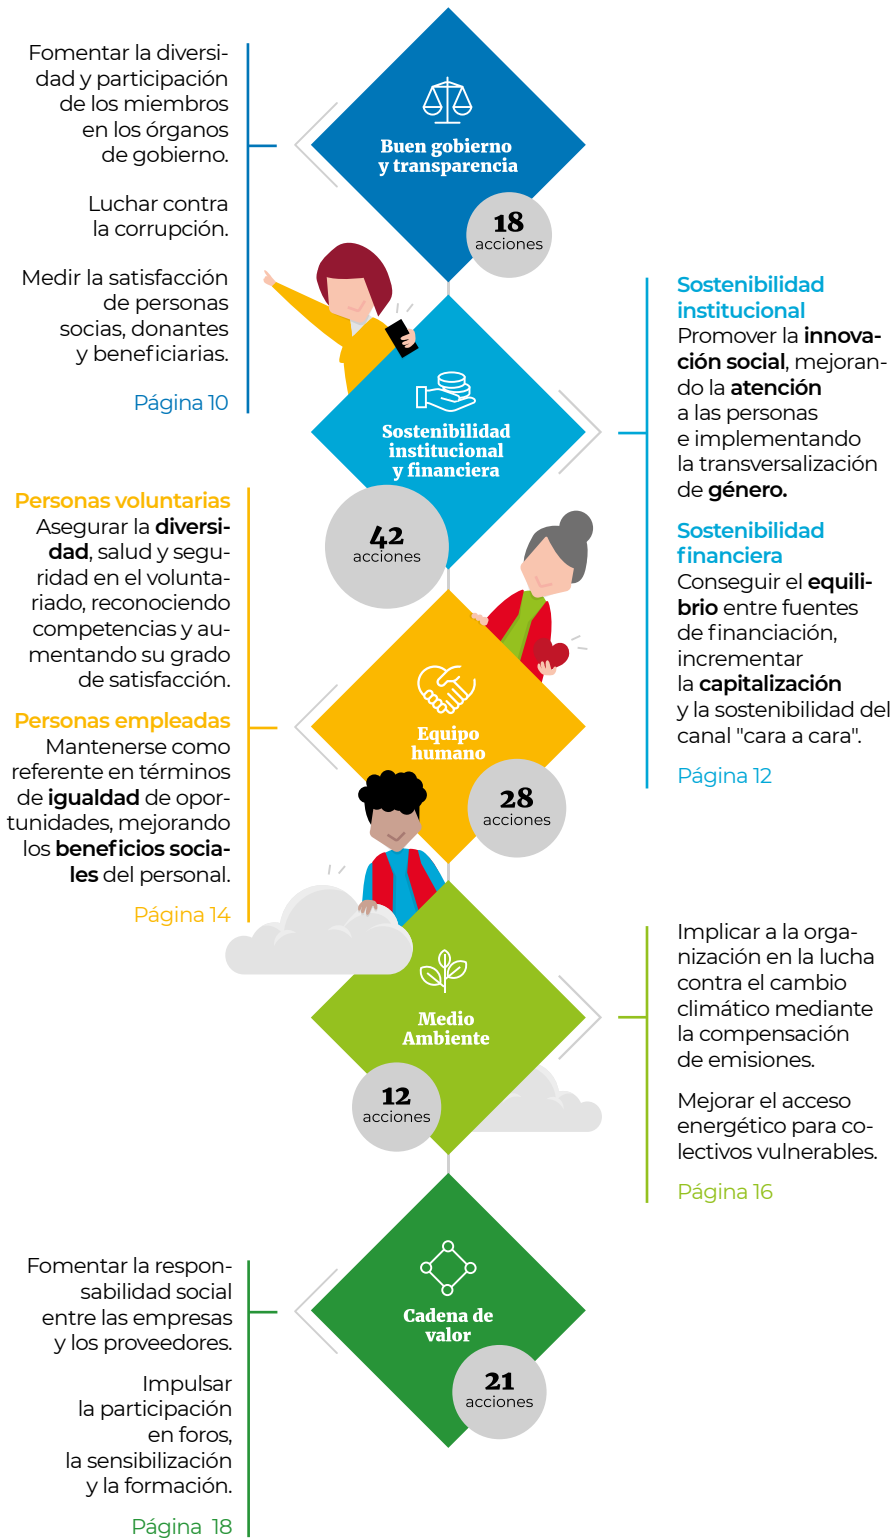 Fomentar la diversi-
dad y participación
de los miembros
en los órganos
de gobierno.
Luchar contra
la corrupción.
Medir la satisfacción
de personas
socias, donantes
y beneficiarias.
Página 10
Buen gobierno
y transparencia
18
acciones
Sostenibilidad
institucional
y financiera
42
acciones
Sostenibilidad
institucional
Promover la innova-
ción social, mejoran-
do la atención
a las personas
e implementando
la transversalización
de género.
Sostenibilidad
financiera
Conseguir el equili-
brio entre fuentes
de financiación,
incrementar
la capitalización
y la sostenibilidad del
canal "cara a cara".
Página 12
Personas voluntarias
Asegurar la diversi-
dad, salud y segu-
ridad en el volunta-
riado, reconociendo
competencias y au-
mentando su grado
de satisfacción.
Personas empleadas
Mantenerse como
referente en términos
de igualdad de opor-
tunidades, mejorando
los beneficios socia-
les del personal.
Página 14
Equipo
humano
28
acciones
Medio
Ambiente
12
acciones
Implicar a la orga-
nización en la lucha
contra el cambio
climático mediante
la compensación
de emisiones.
Mejorar el acceso
energético para co-
lectivos vulnerables.
Página 16
Fomentar la respon-
sabilidad social
entre las empresas
y los proveedores.
Impulsar
la participación
en foros,
la sensibilización
y la formación.
Página 18
Cadena de
valor
21
acciones